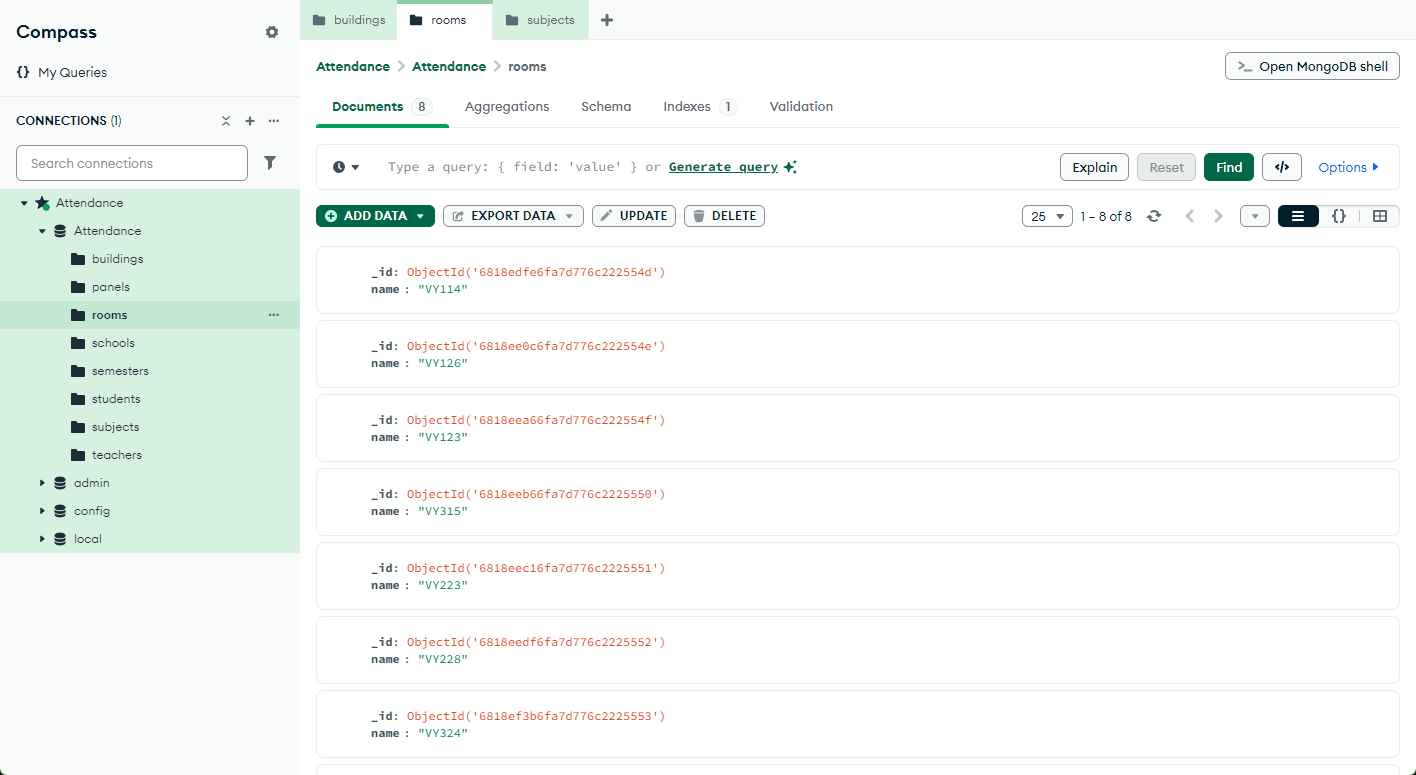 Compass
My Queries
CONNECTIONS (1)
Search connections
Attendance
Attendance
buildings
panels
rooms
schools
semesters
students
subjects
teachers
admin
config
local
buildings
rooms
subjects
Attendance > Attendance > rooms
>_ Open MongoDB shell
Documents 8 Aggregations Schema Indexes 1 Validation
Type a query: { field: 'value' } or Generate query
Explain Reset Find </> Options
ADD DATA EXPORT DATA UPDATE DELETE
25 1 – 8 of 8 {}
_id: ObjectId('6818edfe6fa7d776c222554d')
name : "VY114"
_id: ObjectId('6818ee0c6fa7d776c222554e')
name : "VY126"
_id: ObjectId('6818eea66fa7d776c222554f')
name : "VY123"
_id: ObjectId('6818eeb66fa7d776c2225550')
name : "VY315"
_id: ObjectId('6818eec16fa7d776c2225551')
name : "VY223"
_id: ObjectId('6818eedf6fa7d776c2225552')
name : "VY228"
_id: ObjectId('6818ef3b6fa7d776c2225553')
name : "VY324"